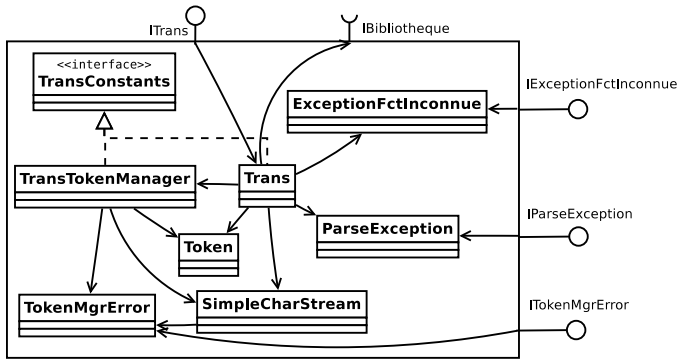 ITrans
IBibliotheque
<<interface>>
TransConstants
IExceptionFctInconnue
ExceptionFctInconnue
TransTokenManager
Trans
IParseException
ParseException
Token
TokenMgrError
SimpleCharStream
ITokenMgrError